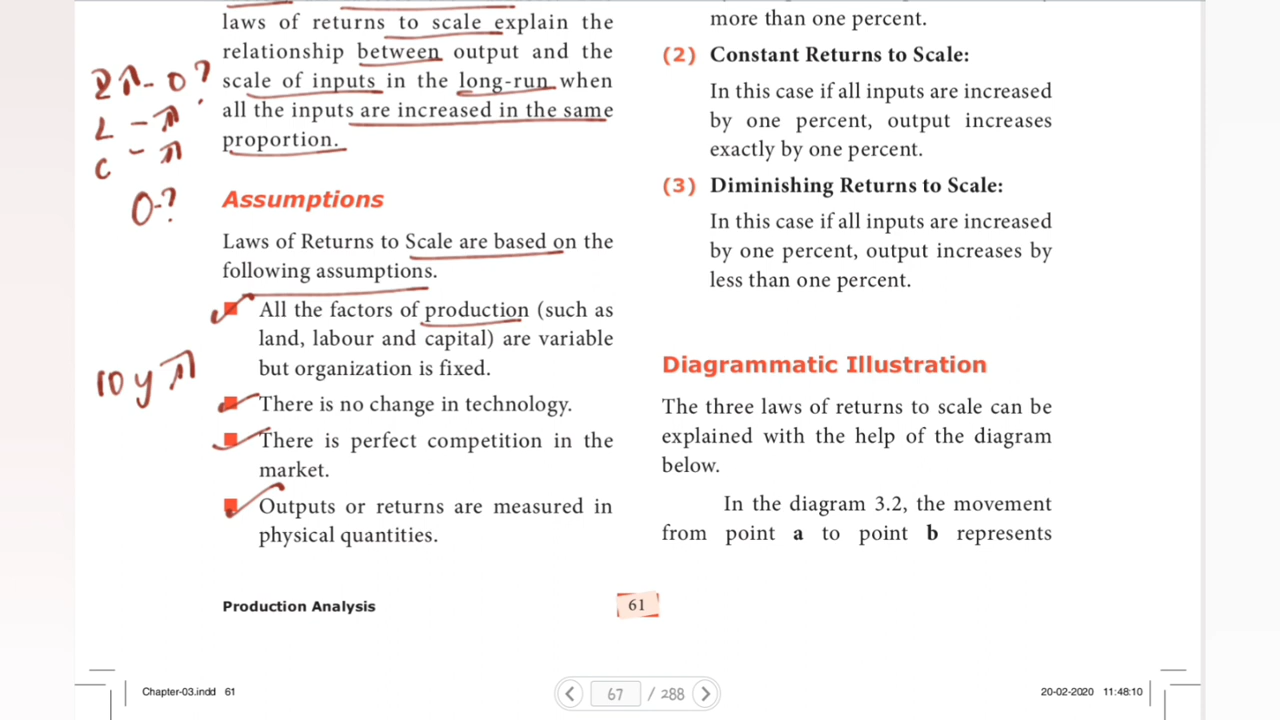 laws of returns to scale explain the
relationship between output and the
scale of inputs in the long-run when
all the inputs are increased in the same
proportion.
Assumptions
Laws of Returns to Scale are based on the
following assumptions.
All the factors of production (such as
land, labour and capital) are variable
but organization is fixed.
There is no change in technology.
There is perfect competition in the
market.
Outputs or returns are measured in
physical quantities.
0-?
more than one percent.
(2) Constant Returns to Scale:
In this case if all inputs are increased
by one percent, output increases
exactly by one percent.
(3) Diminishing Returns to Scale:
In this case if all inputs are increased
by one percent, output increases by
less than one percent.
Diagrammatic Illustration
The three laws of returns to scale can be
explained with the help of the diagram
below.
In the diagram 3.2, the movement
from point a to point b represents
Production Analysis
61
Chapter-03.indd 61
67 / 288
20-02-2020 11:48:10